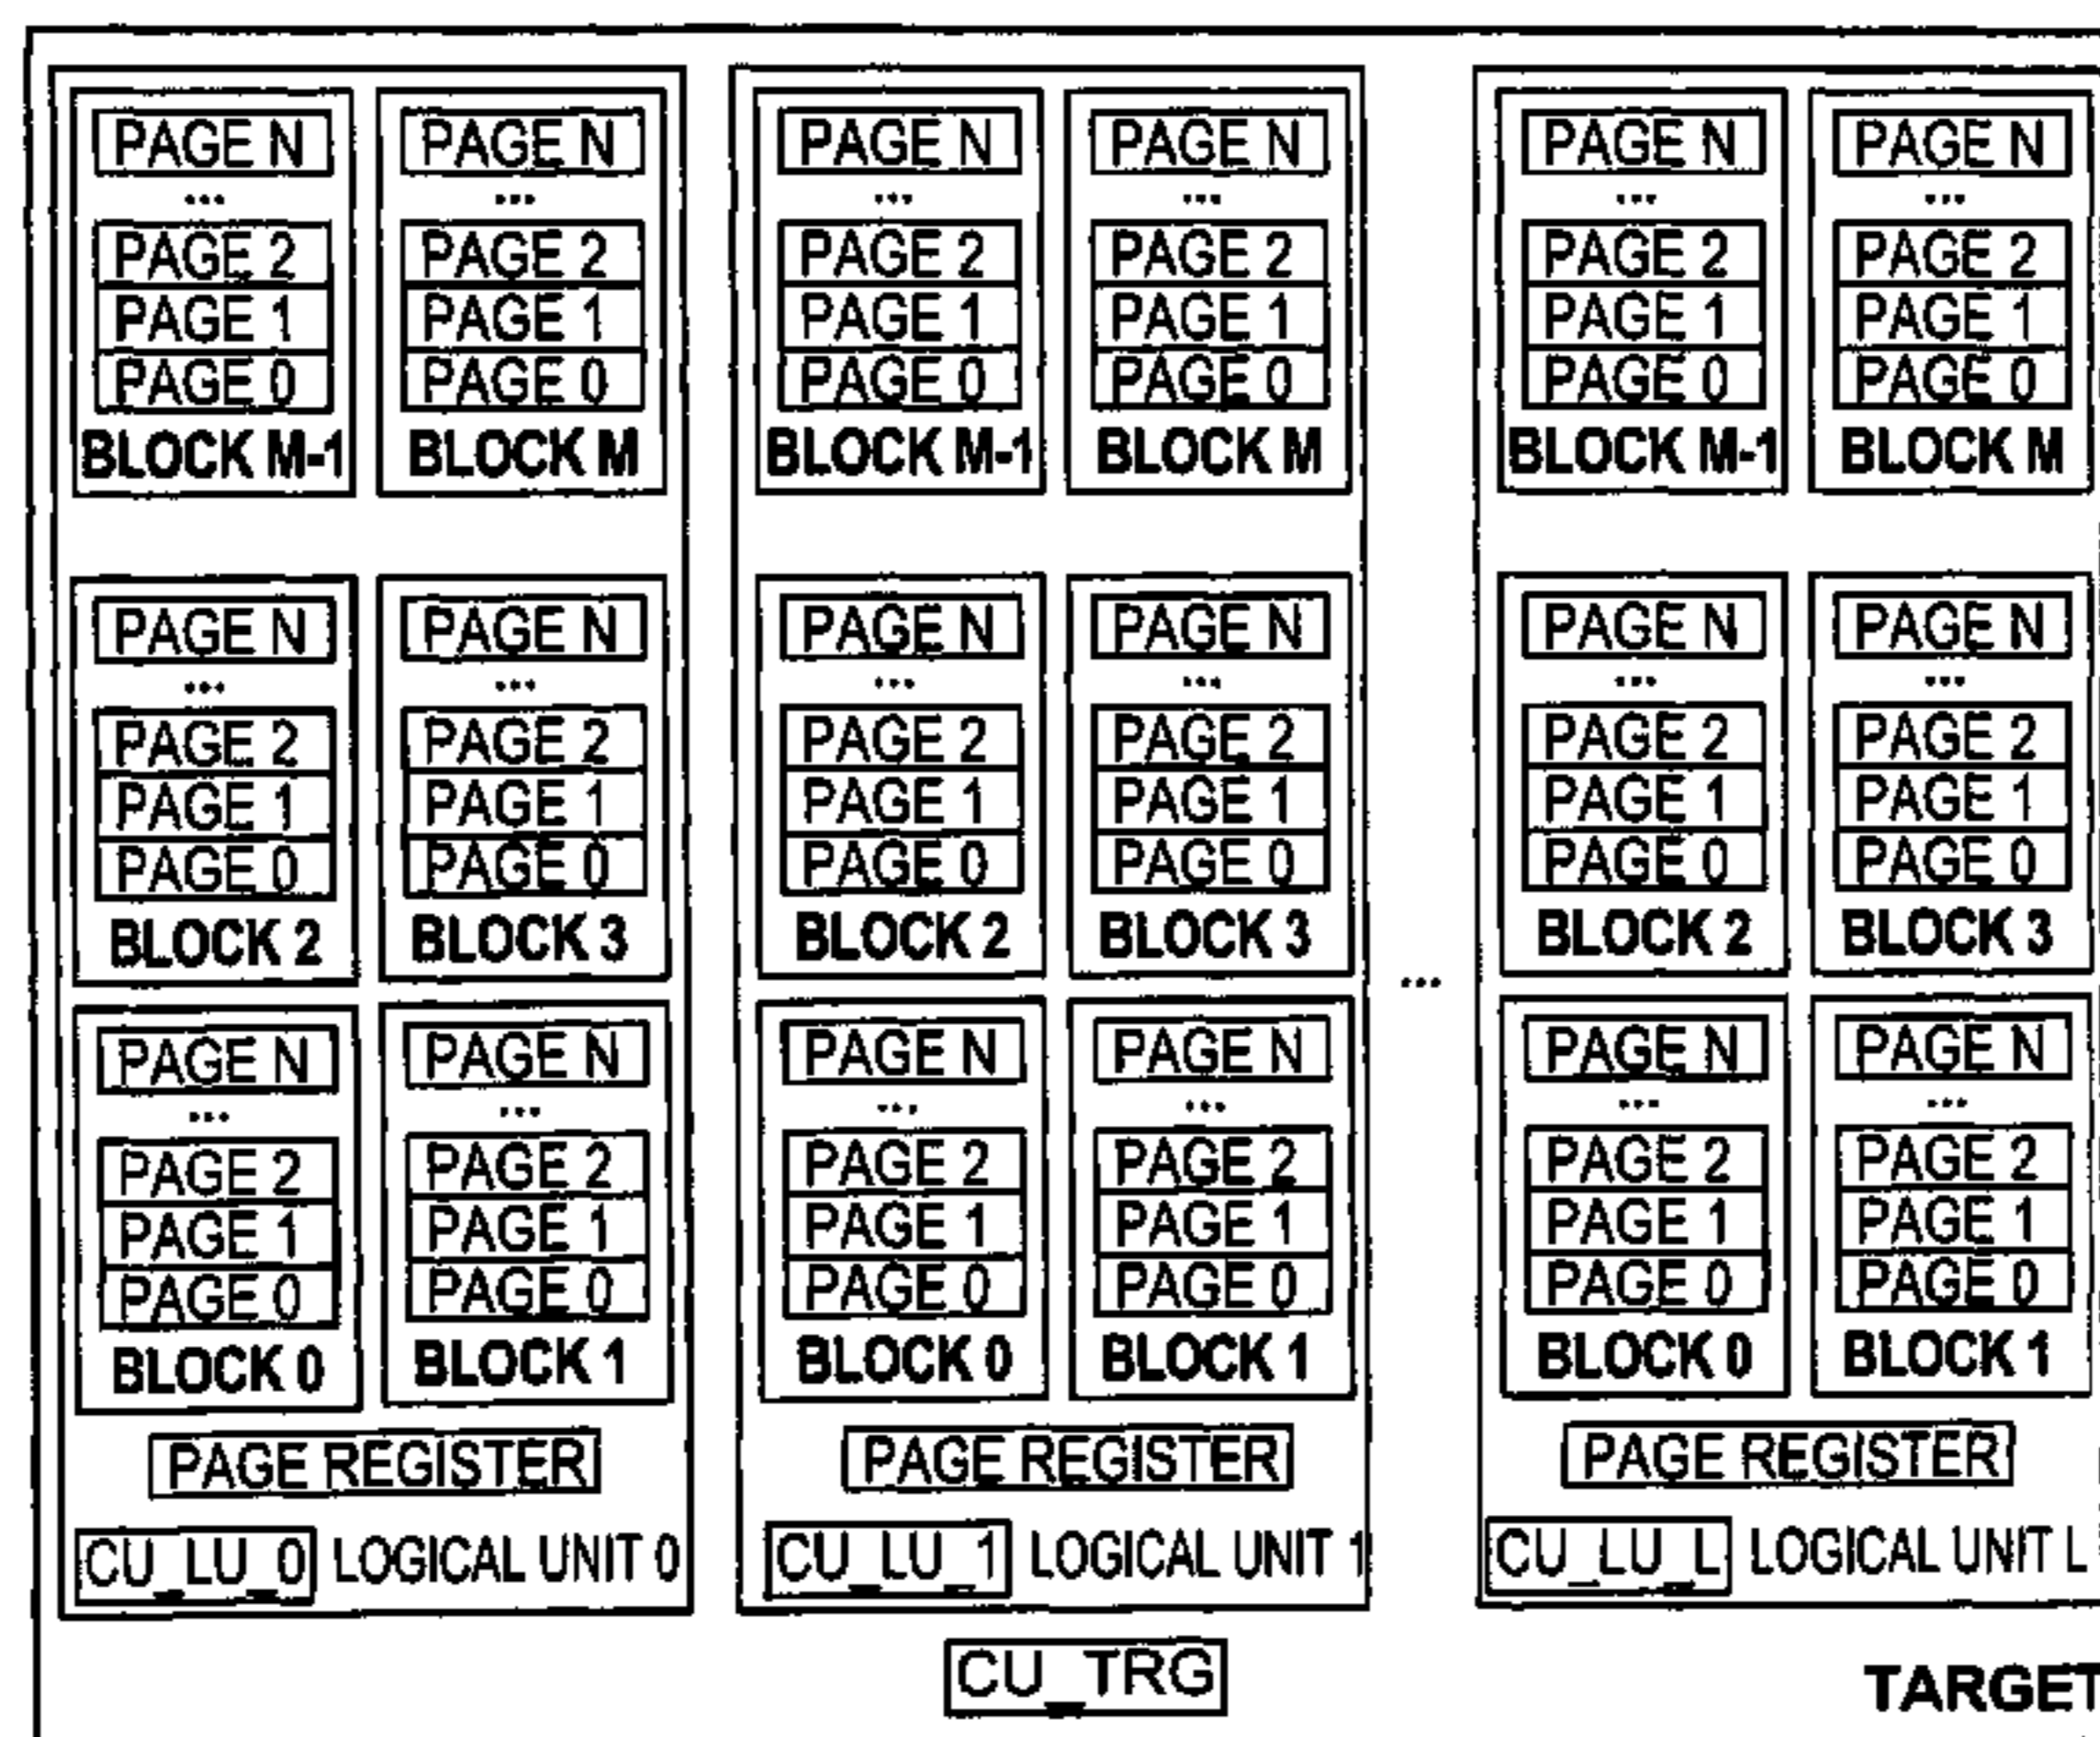 PAGE N PAGE N PAGE N PAGE N PAGE N PAGE N
... ... ... ... ... ...
PAGE 2 PAGE 2 PAGE 2 PAGE 2 PAGE 2 PAGE 2
PAGE 1 PAGE 1 PAGE 1 PAGE 1 PAGE 1 PAGE 1
PAGE 0 PAGE 0 PAGE 0 PAGE 0 PAGE 0 PAGE 0
BLOCK M-1 BLOCK M BLOCK M-1 BLOCK M BLOCK M-1 BLOCK M
PAGE N PAGE N PAGE N PAGE N PAGE N PAGE N
... ... ... ... ... ...
PAGE 2 PAGE 2 PAGE 2 PAGE 2 PAGE 2 PAGE 2
PAGE 1 PAGE 1 PAGE 1 PAGE 1 PAGE 1 PAGE 1
PAGE 0 PAGE 0 PAGE 0 PAGE 0 PAGE 0 PAGE 0
BLOCK 2 BLOCK 3 BLOCK 2 BLOCK 3 BLOCK 2 BLOCK 3
...
PAGE N PAGE N PAGE N PAGE N PAGE N PAGE N
... ... ... ... ... ...
PAGE 2 PAGE 2 PAGE 2 PAGE 2 PAGE 2 PAGE 2
PAGE 1 PAGE 1 PAGE 1 PAGE 1 PAGE 1 PAGE 1
PAGE 0 PAGE 0 PAGE 0 PAGE 0 PAGE 0 PAGE 0
BLOCK 0 BLOCK 1 BLOCK 0 BLOCK 1 BLOCK 0 BLOCK 1
PAGE REGISTER PAGE REGISTER PAGE REGISTER
CU_LU_0 LOGICAL UNIT 0 CU_LU_1 LOGICAL UNIT 1 CU_LU_L LOGICAL UNIT L
CU_TRG TARGET